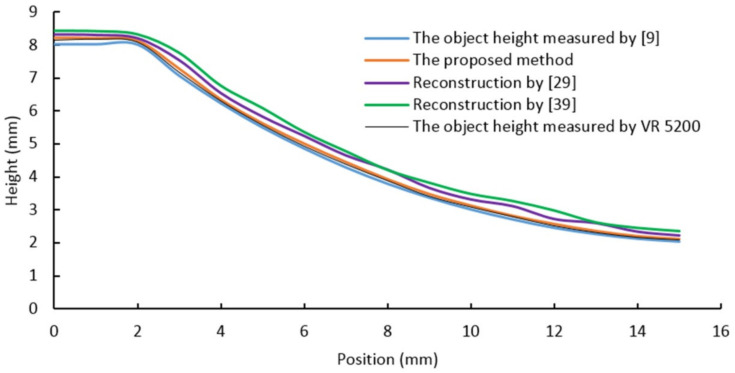 9
8
7
6
5
4
3
2
1
0
Height (mm)
The object height measured by [9]
The proposed method
Reconstruction by [29]
Reconstruction by [39]
The object height measured by VR 5200
0 2 4 6 8 10 12 14 16
Position (mm)